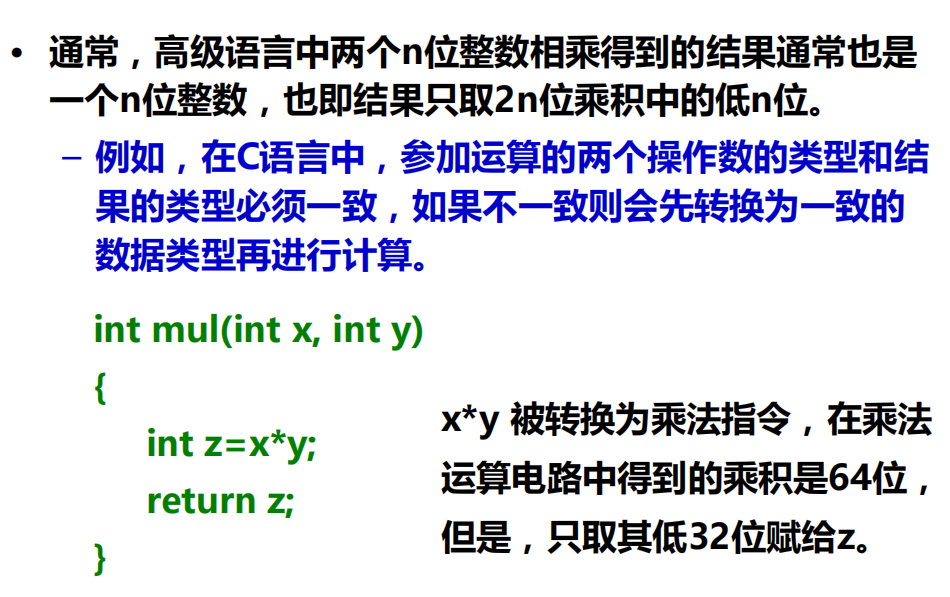 • 通常，高级语言中两个n位整数相乘得到的结果通常也是
一个n位整数，也即结果只取2n位乘积中的低n位。
– 例如，在C语言中，参加运算的两个操作数的类型和结
果的类型必须一致，如果不一致则会先转换为一致的
数据类型再进行计算。
int mul(int x, int y)
{
int z=x*y;
return z;
}
x*y 被转换为乘法指令，在乘法
运算电路中得到的乘积是64位，
但是，只取其低32位赋给z。